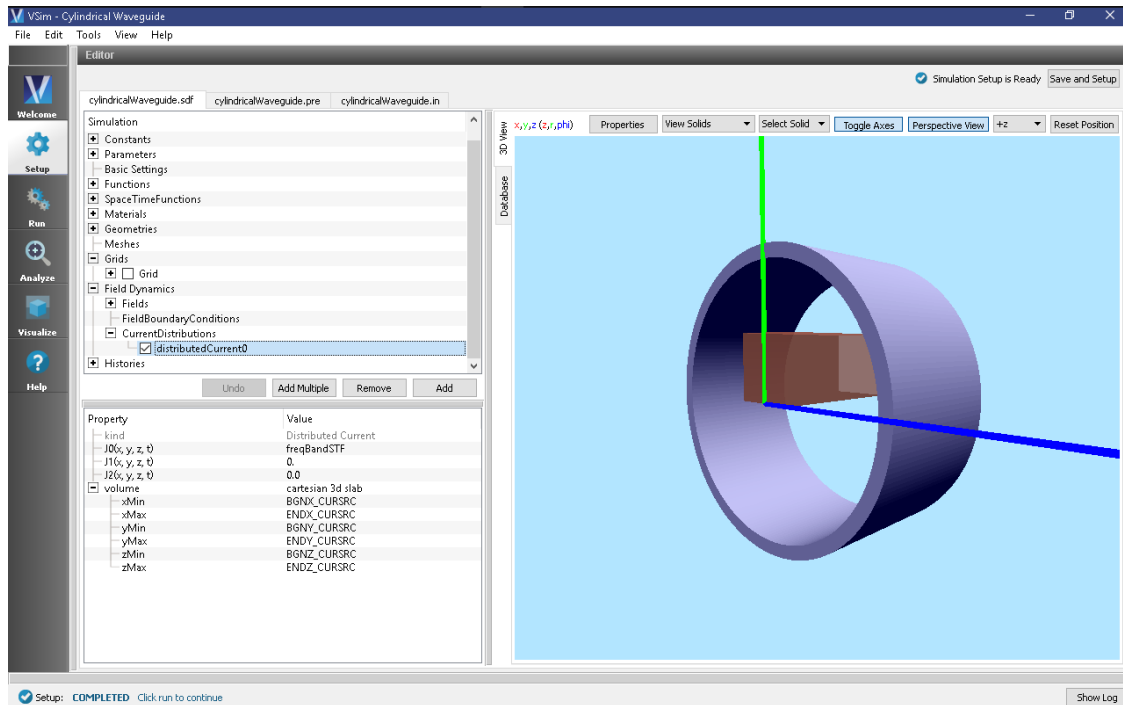 VSim - Cylindrical Waveguide
File Edit Tools View Help
Editor
Simulation Setup is Ready Save and Setup
Welcome
Setup
Run
Analyze
Visualize
Help
cylindricalWaveguide.sdf cylindricalWaveguide.pre cylindricalWaveguide.in
Simulation
Constants
Parameters
Basic Settings
Functions
SpaceTimeFunctions
Materials
Geometries
Meshes
Grids
Grid
Field Dynamics
Fields
FieldBoundaryConditions
CurrentDistributions
distributedCurrent0
Histories
Undo Add Multiple Remove Add
Property Value
kind Distributed Current
J0(x, y, z, t) freqBandSTF
J1(x, y, z, t) 0.
J2(x, y, z, t) 0.0
volume cartesian 3d slab
xMin BGNX_CURSRC
xMax ENDX_CURSRC
yMin BGNY_CURSRC
yMax ENDY_CURSRC
zMin BGNZ_CURSRC
zMax ENDZ_CURSRC
3D View
Database
x,y,z (z,r,phi) Properties View Solids Select Solid Toggle Axes Perspective View +z Reset Position
Setup: COMPLETED Click run to continue
Show Log